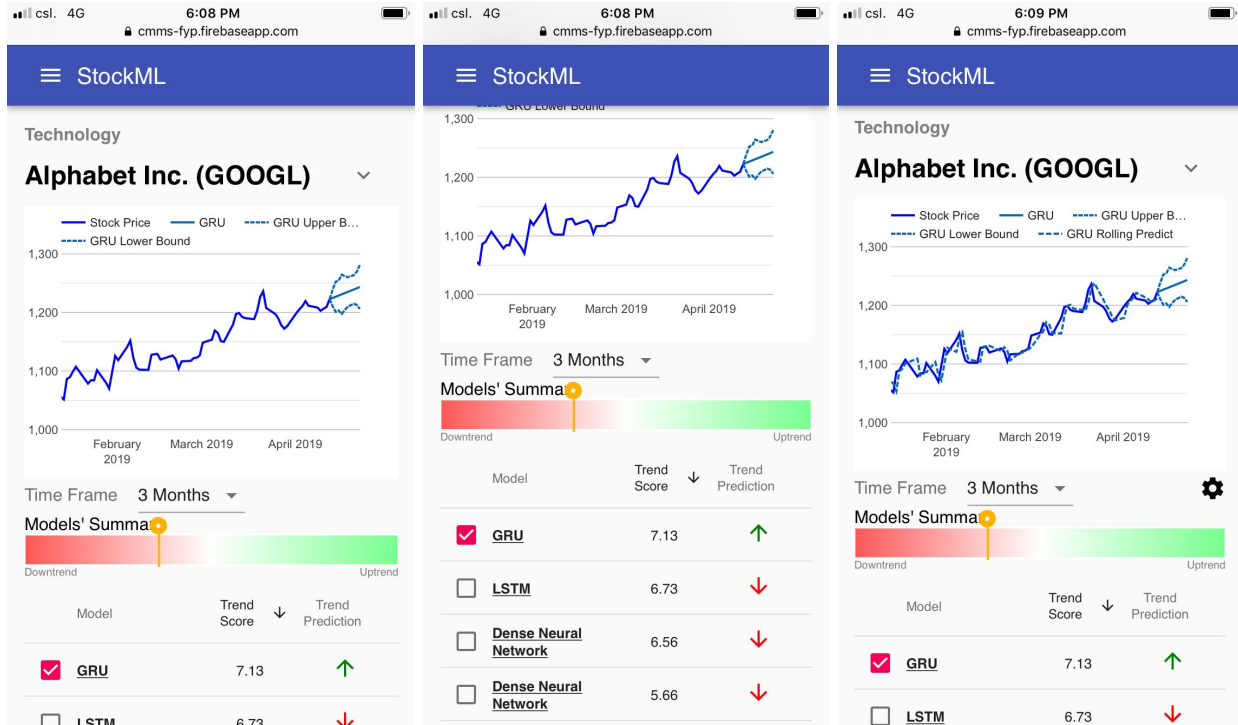 csl. 4G 6:08 PM
cmms-fyp.firebaseapp.com
StockML
Technology
Alphabet Inc. (GOOGL)
Stock Price GRU GRU Upper B...
GRU Lower Bound
1,300
1,200
1,100
1,000
February 2019 March 2019 April 2019
Time Frame 3 Months
Models' Summa
Downtrend Uptrend
Model Trend Score Trend Prediction
GRU 7.13
LSTM 6.73
csl. 4G 6:08 PM
cmms-fyp.firebaseapp.com
StockML
GRU Lower Bound
1,300
1,200
1,100
1,000
February 2019 March 2019 April 2019
Time Frame 3 Months
Models' Summa
Downtrend Uptrend
Model Trend Score Trend Prediction
GRU 7.13
LSTM 6.73
Dense Neural Network 6.56
Dense Neural Network 5.66
csl. 4G 6:09 PM
cmms-fyp.firebaseapp.com
StockML
Technology
Alphabet Inc. (GOOGL)
Stock Price GRU GRU Upper B...
GRU Lower Bound GRU Rolling Predict
1,300
1,200
1,100
1,000
February 2019 March 2019 April 2019
Time Frame 3 Months
Models' Summa
Downtrend Uptrend
Model Trend Score Trend Prediction
GRU 7.13
LSTM 6.73